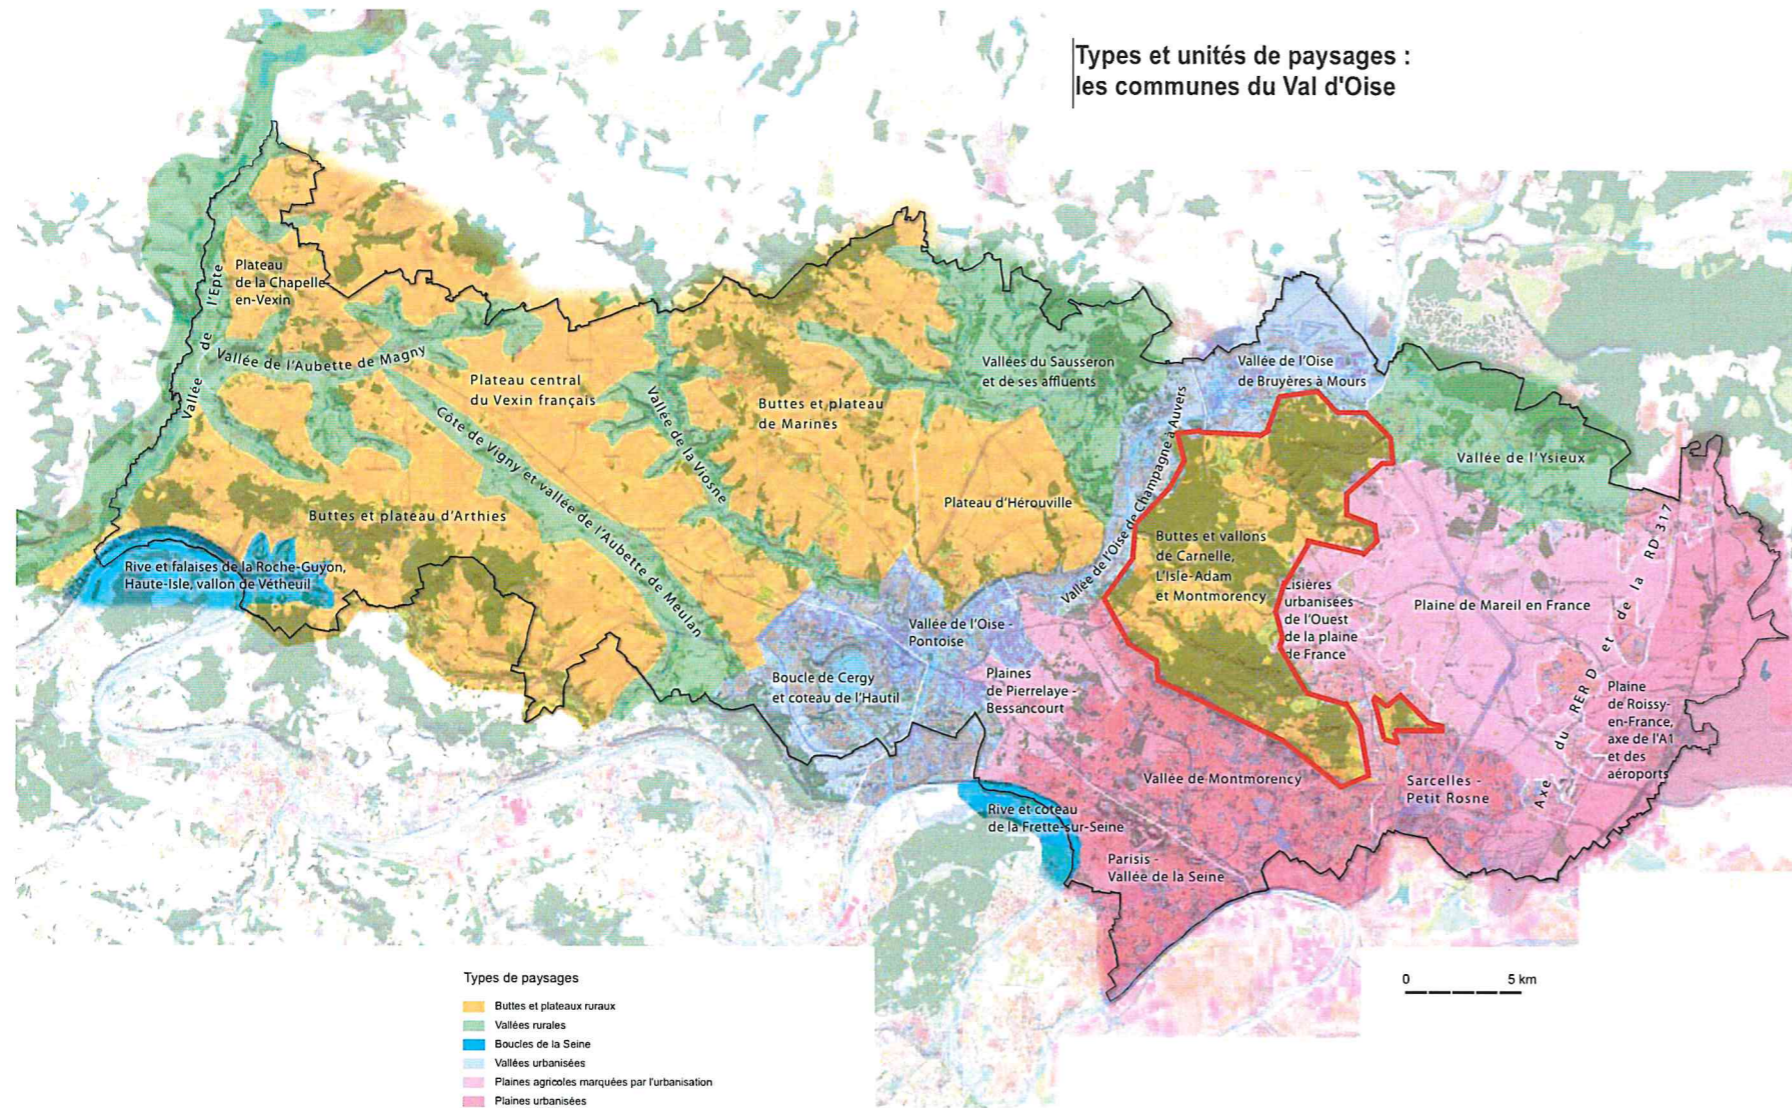 Types et unités de paysages :
les communes du Val d'Oise
Plateau
de la Chapelle-
en-Vexin
Vallée de l'Epte
Vallée de l'Aubette de Magny
Plateau central
du Vexin français
Côte de Vigny et vallée de l'Aubette de Meulan
Vallée de la Viosne
Buttes et plateau
de Marines
Vallées du Sausseron
et de ses affluents
Vallée de l'Oise
de Bruyères à Mours
Vallée de l'Oise de Champagne à Auvers
Vallée de l'Ysieux
Plateau d'Hérouville
Buttes et plateau d'Arthies
Rive et falaises de la Roche-Guyon,
Haute-Isle, vallon de Vétheuil
Buttes et vallons
de Carnelle,
L'Isle-Adam
et Montmorency
Lisières
urbanisées
de l'Ouest
de la plaine
de France
Plaine de Mareil en France
Axe du RER D et de la RD 317
Vallée de l'Oise -
Pontoise
Boucle de Cergy
et coteau de l'Hautil
Plaines
de Pierrelaye -
Bessancourt
Plaine
de Roissy-
en-France,
axe de l'A1
et des
aéroports
Vallée de Montmorency
Sarcelles -
Petit Rosne
Rive et coteau
de la Frette-sur-Seine
Parisis -
Vallée de la Seine
Types de paysages
Buttes et plateaux ruraux
Vallées rurales
Boucles de la Seine
Vallées urbanisées
Plaines agricoles marquées par l'urbanisation
Plaines urbanisées
0 5 km